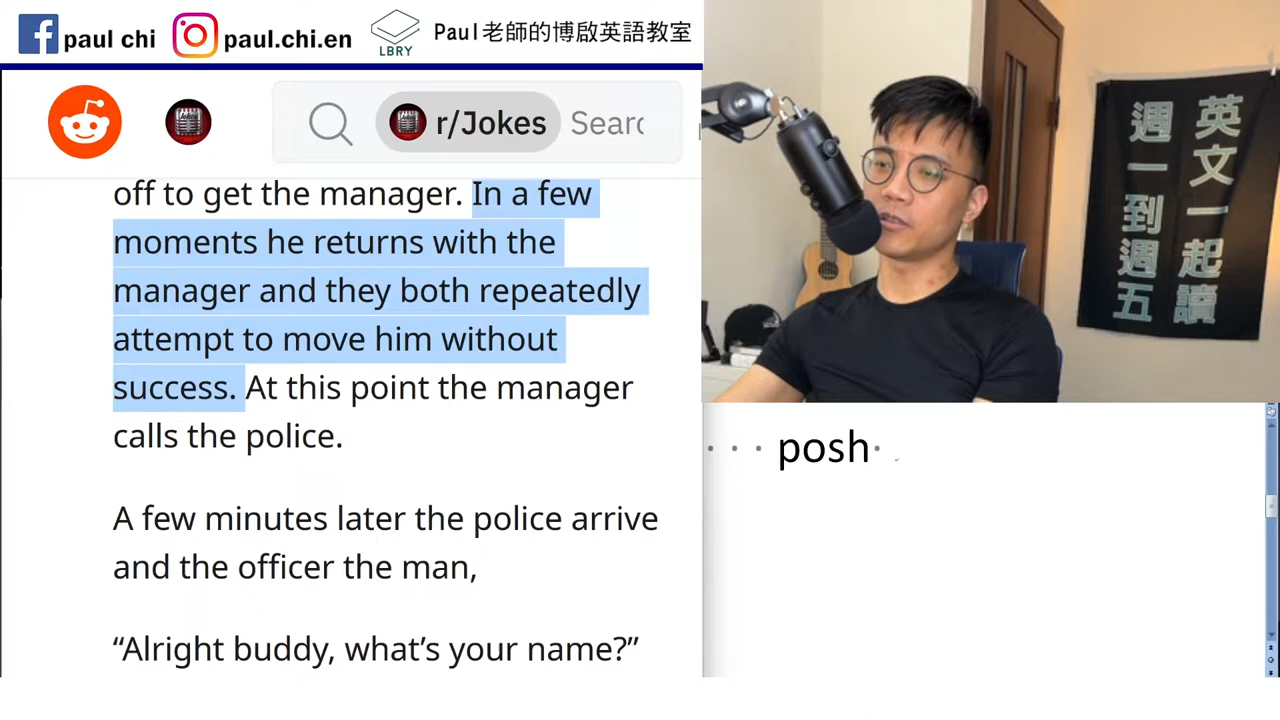 paul chi
paul.chi.en
LBRY
Paul老師的博啟英語教室
r/Jokes
Searc
off to get the manager. In a few
moments he returns with the
manager and they both repeatedly
attempt to move him without
success. At this point the manager
calls the police.
A few minutes later the police arrive
and the officer the man,
“Alright buddy, what’s your name?”
英文一起讀
週一到週五
posh